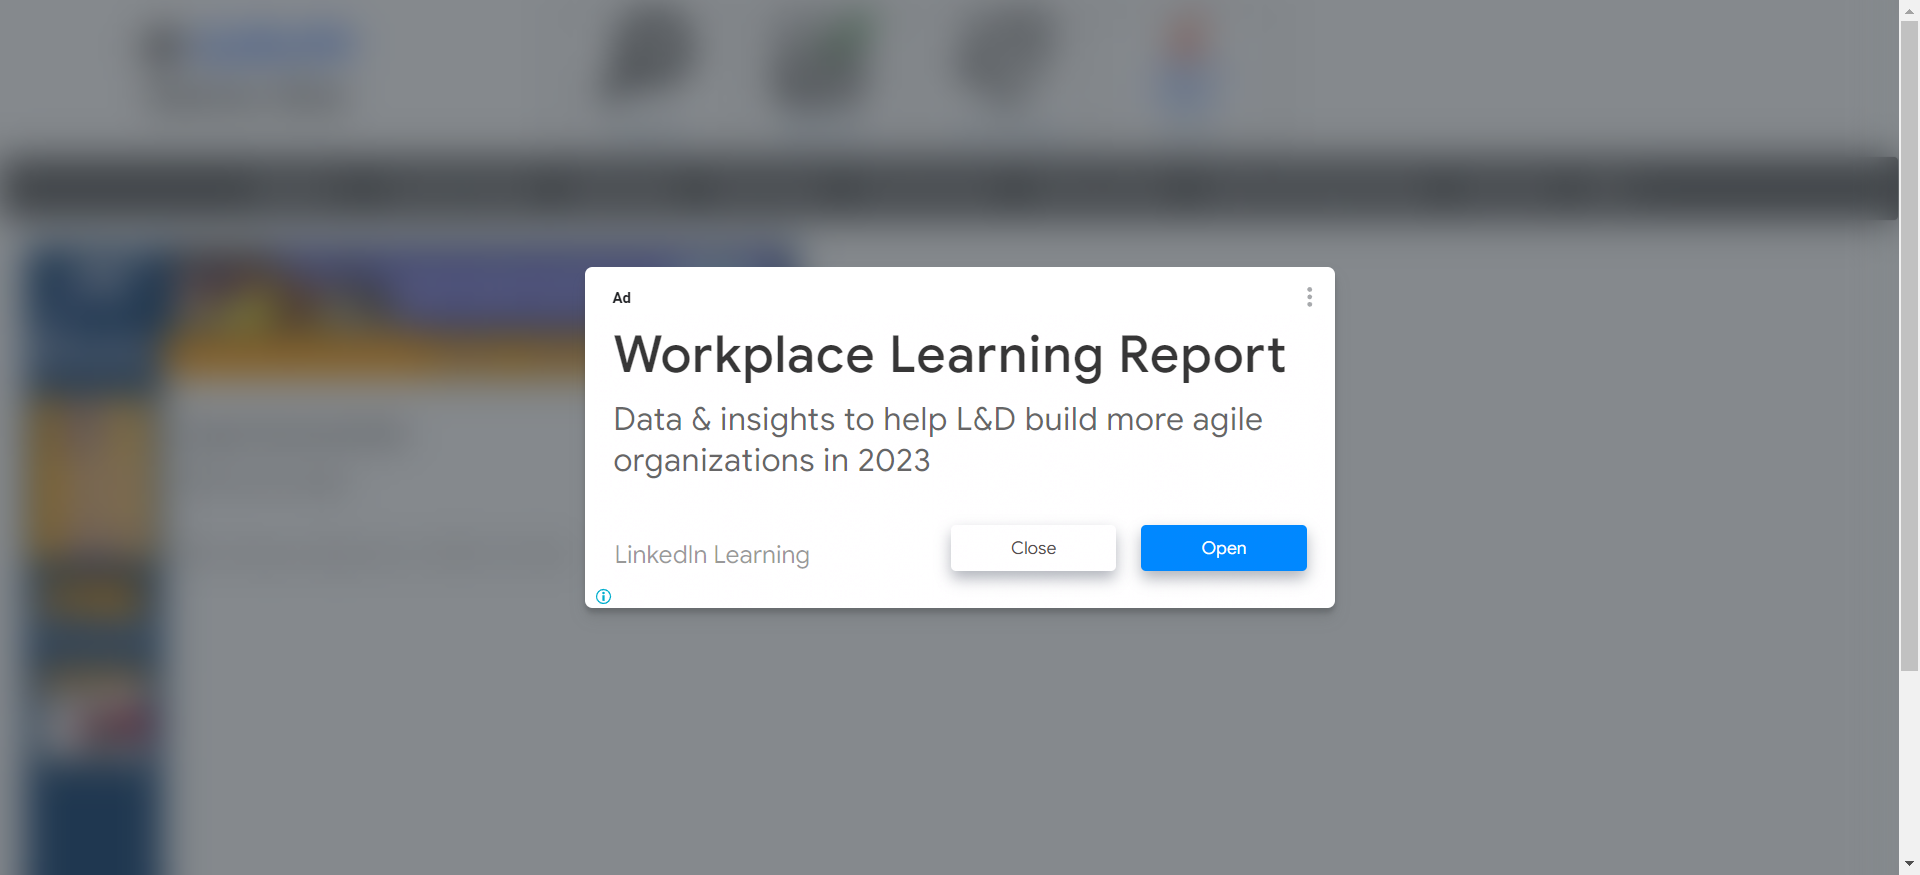 Ad
Workplace Learning Report
Data & insights to help L&D build more agile
organizations in 2023
LinkedIn Learning
Close
Open